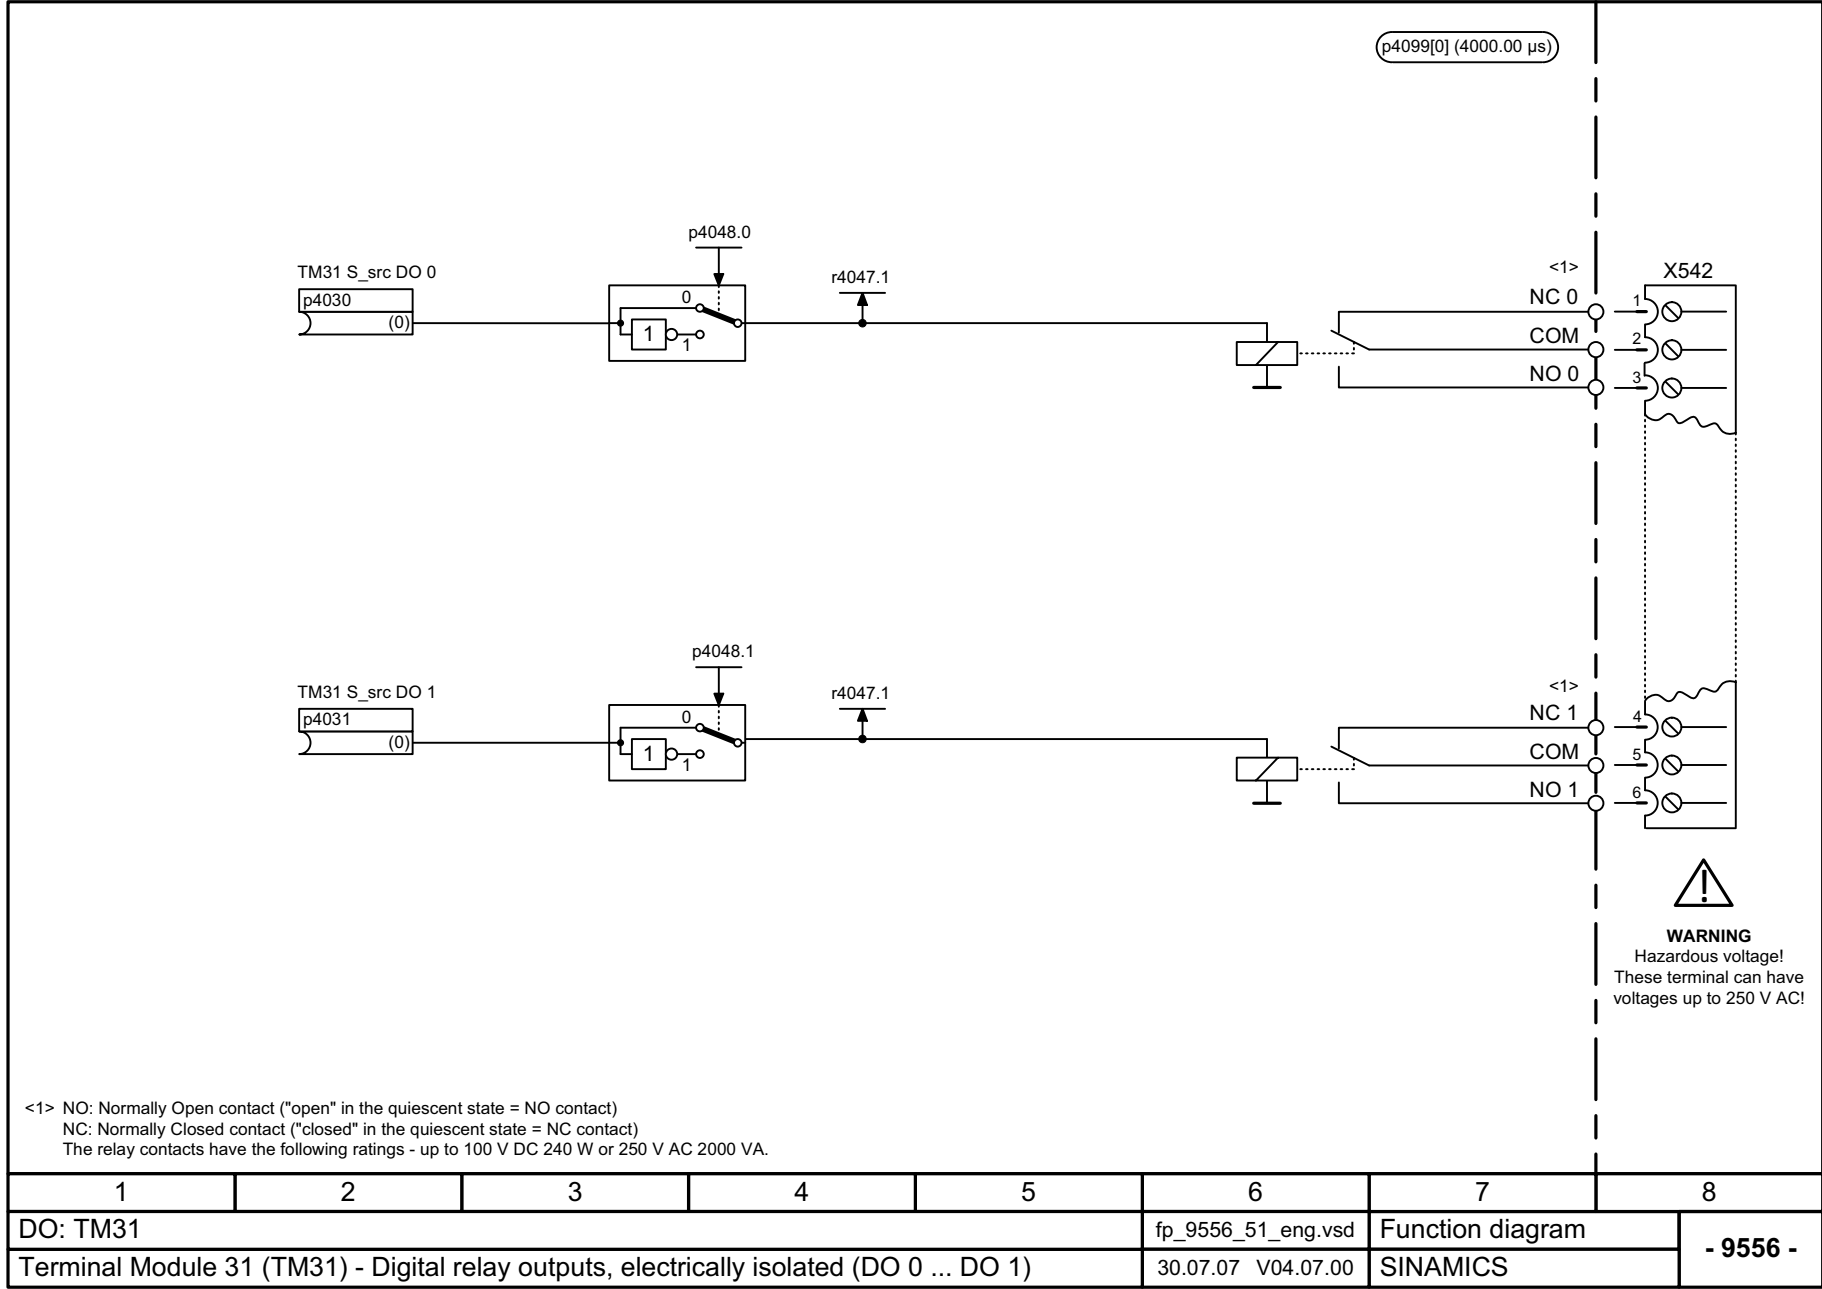 p4099[0] (4000.00 µs)
p4048.0
TM31 S_src DO 0
p4030
(0)
0
1
1
r4047.1
<1>
X542
NC 0
1
COM
2
NO 0
3
p4048.1
TM31 S_src DO 1
p4031
(0)
0
1
1
r4047.1
<1>
NC 1
4
COM
5
NO 1
6
WARNING
Hazardous voltage!
These terminal can have
voltages up to 250 V AC!
<1> NO: Normally Open contact ("open" in the quiescent state = NO contact)
NC: Normally Closed contact ("closed" in the quiescent state = NC contact)
The relay contacts have the following ratings - up to 100 V DC 240 W or 250 V AC 2000 VA.
1 2 3 4 5 6 7 8
DO: TM31
fp_9556_51_eng.vsd
Function diagram
- 9556 -
Terminal Module 31 (TM31) - Digital relay outputs, electrically isolated (DO 0 ... DO 1)
30.07.07 V04.07.00
SINAMICS